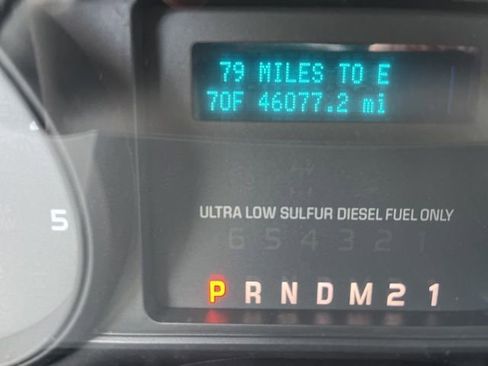 79 MILES TO E
70F 46077.2 mi
5
ULTRA LOW SULFUR DIESEL FUEL ONLY
6 5 4 3 2 1
P R N D M 2 1